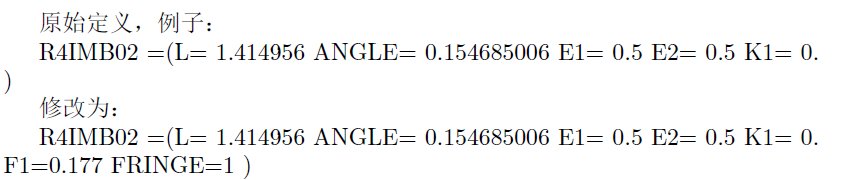 原始定义，例子：
R4IMB02 =(L= 1.414956 ANGLE= 0.154685006 E1= 0.5 E2= 0.5 K1= 0.
)
修改为：
R4IMB02 =(L= 1.414956 ANGLE= 0.154685006 E1= 0.5 E2= 0.5 K1= 0.
F1=0.177 FRINGE=1 )